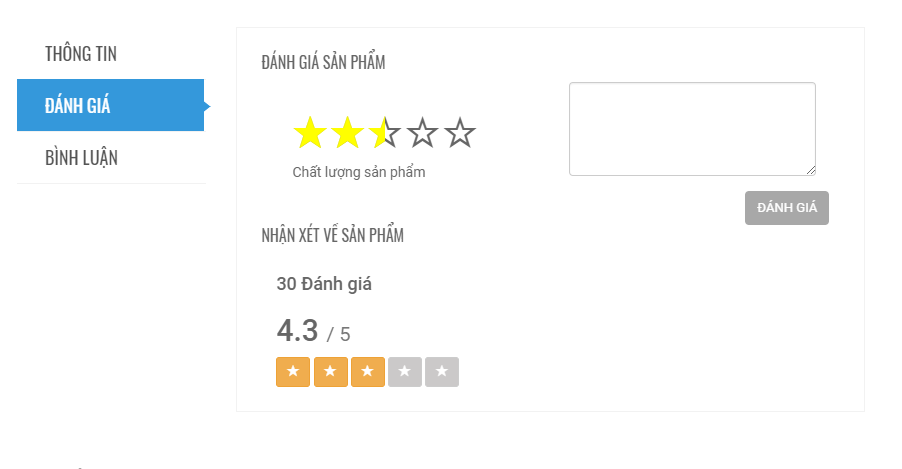 THÔNG TIN
ĐÁNH GIÁ
BÌNH LUẬN
ĐÁNH GIÁ SẢN PHẨM
Chất lượng sản phẩm
ĐÁNH GIÁ
NHẬN XÉT VỀ SẢN PHẨM
30 Đánh giá
4.3 / 5